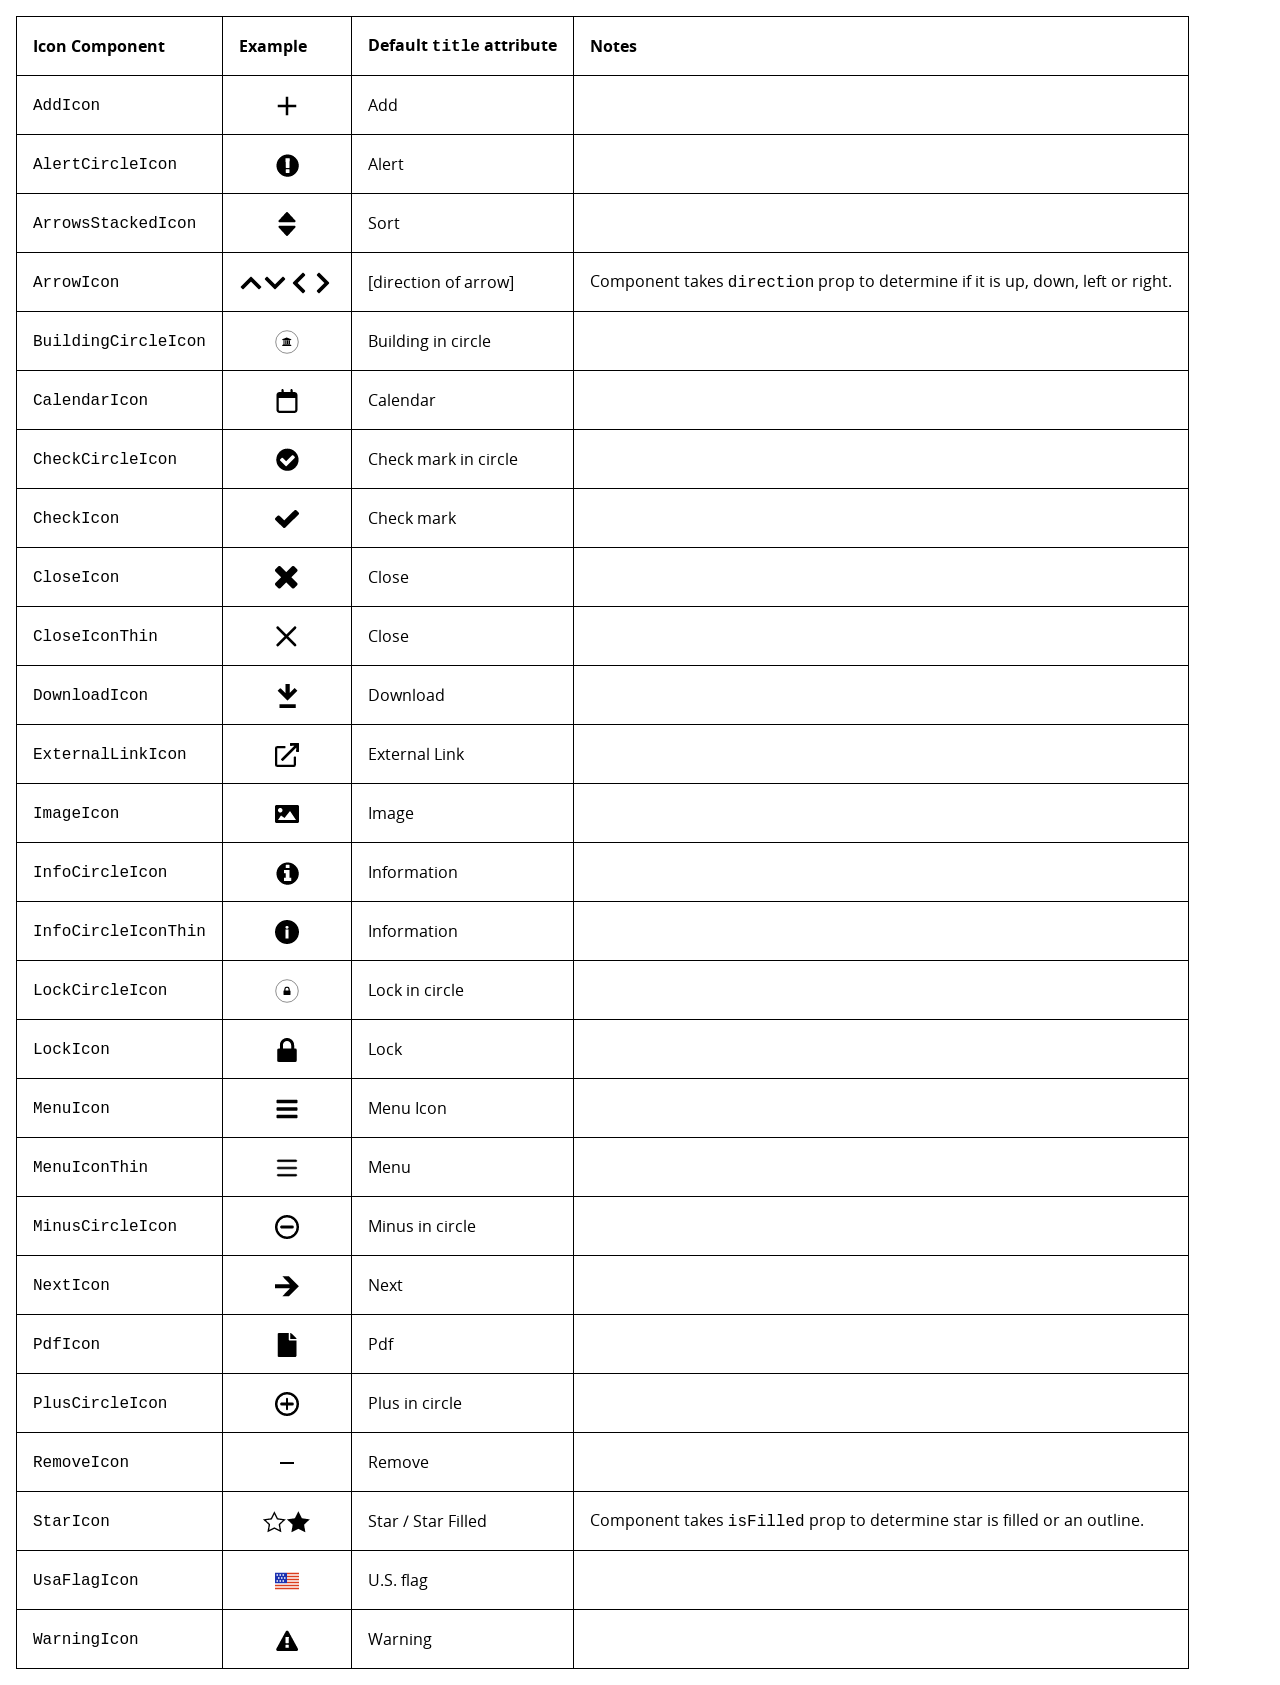 Icon Component Example Default title attribute Notes
AddIcon Add
AlertCircleIcon Alert
ArrowsStackedIcon Sort
ArrowIcon [direction of arrow] Component takes direction prop to determine if it is up, down, left or right.
BuildingCircleIcon Building in circle
CalendarIcon Calendar
CheckCircleIcon Check mark in circle
CheckIcon Check mark
CloseIcon Close
CloseIconThin Close
DownloadIcon Download
ExternalLinkIcon External Link
ImageIcon Image
InfoCircleIcon Information
InfoCircleIconThin Information
LockCircleIcon Lock in circle
LockIcon Lock
MenuIcon Menu Icon
MenuIconThin Menu
MinusCircleIcon Minus in circle
NextIcon Next
PdfIcon Pdf
PlusCircleIcon Plus in circle
RemoveIcon Remove
StarIcon Star / Star Filled Component takes isFilled prop to determine star is filled or an outline.
UsaFlagIcon U.S. flag
WarningIcon Warning